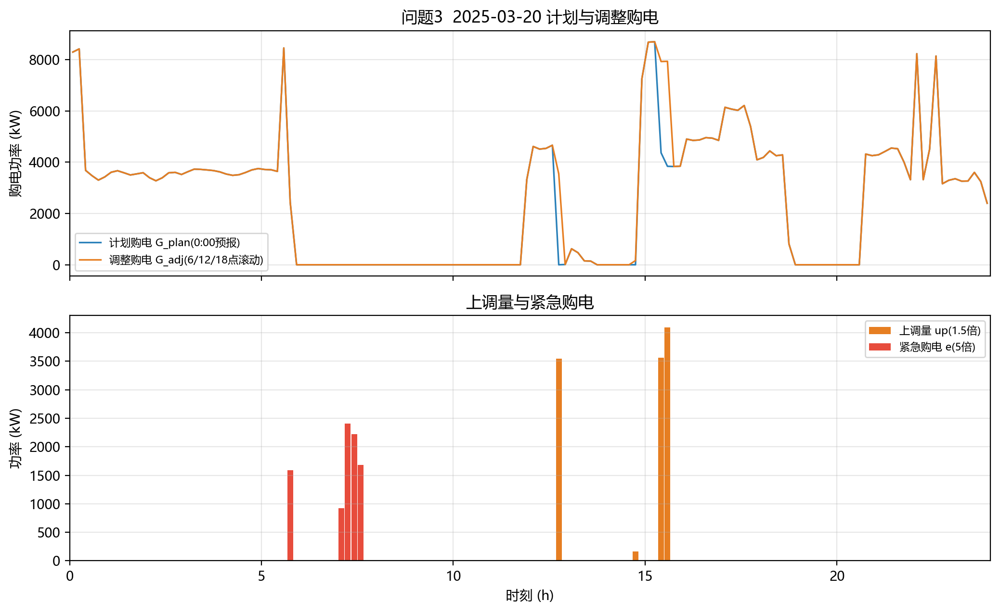 问题3  2025-03-20 计划与调整购电
购电功率 (kW)
8000
6000
4000
2000
0
计划购电 G_plan(0:00预报)
调整购电 G_adj(6/12/18点滚动)
上调量与紧急购电
功率 (kW)
4000
3500
3000
2500
2000
1500
1000
500
0
上调量 up(1.5倍)
紧急购电 e(5倍)
0 5 10 15 20
时刻 (h)